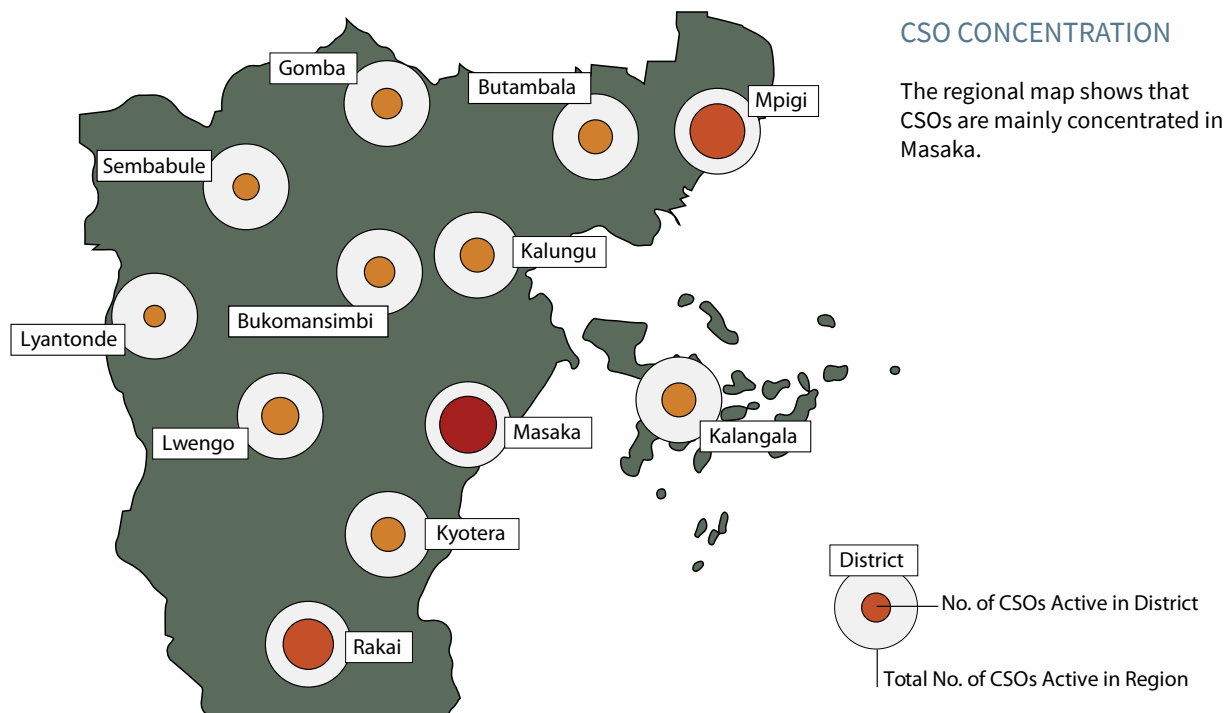 CSO CONCENTRATION
The regional map shows that
CSOs are mainly concentrated in
Masaka.
Gomba
Butambala
Mpigi
Sembabule
Kalungu
Bukomansimbi
Lyantonde
Lwengo
Masaka
Kalangala
Kyotera
Rakai
District
No. of CSOs Active in District
Total No. of CSOs Active in Region